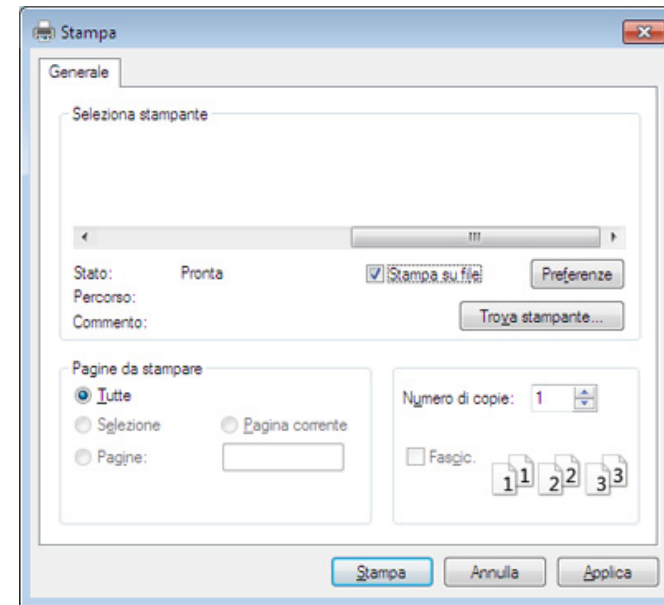 Stampa
Generale
Seleziona stampante
Stato: Pronta
Stampa su file
Preferenze
Percorso:
Commento:
Trova stampante...
Pagine da stampare
Tutte
Selezione
Pagina corrente
Pagine:
Numero di copie: 1
Fascic.
1 1 2 2 3 3
Stampa
Annulla
Applica